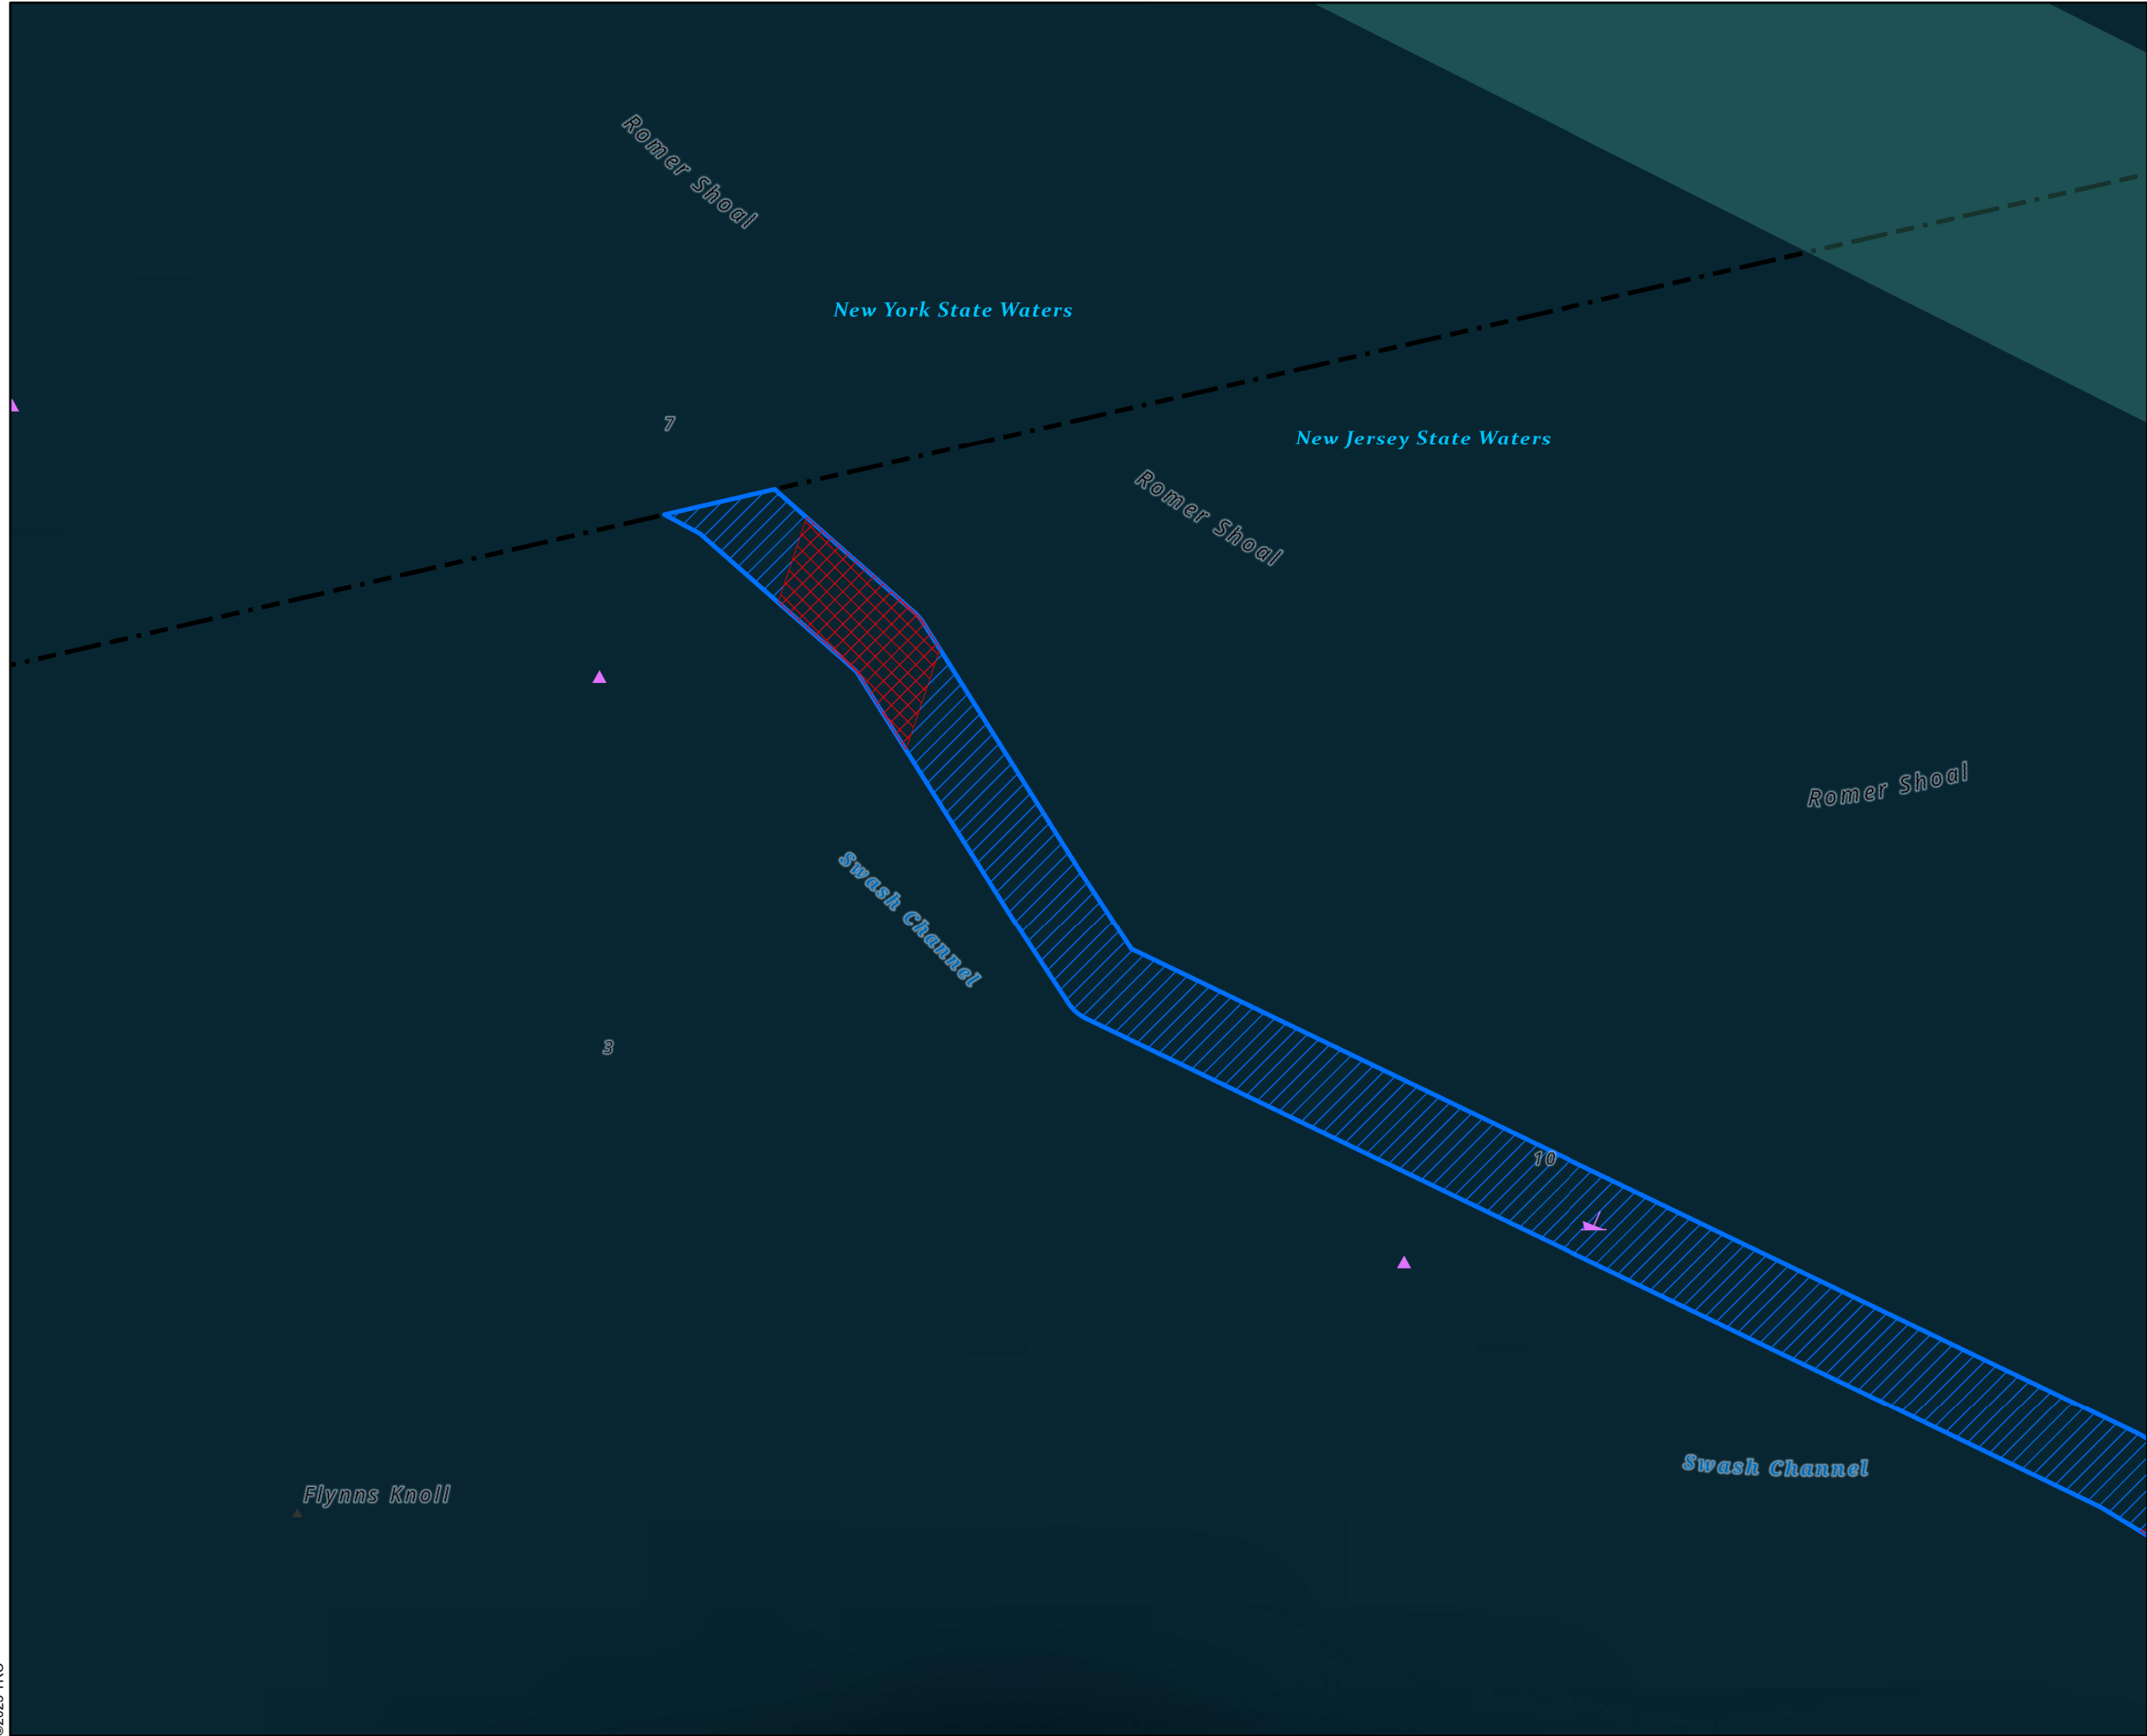 Romer Shoal
New York State Waters
7
New Jersey State Waters
Romer Shoal
Romer Shoal
Swash Channel
3
10
Swash Channel
Flynns Knoll